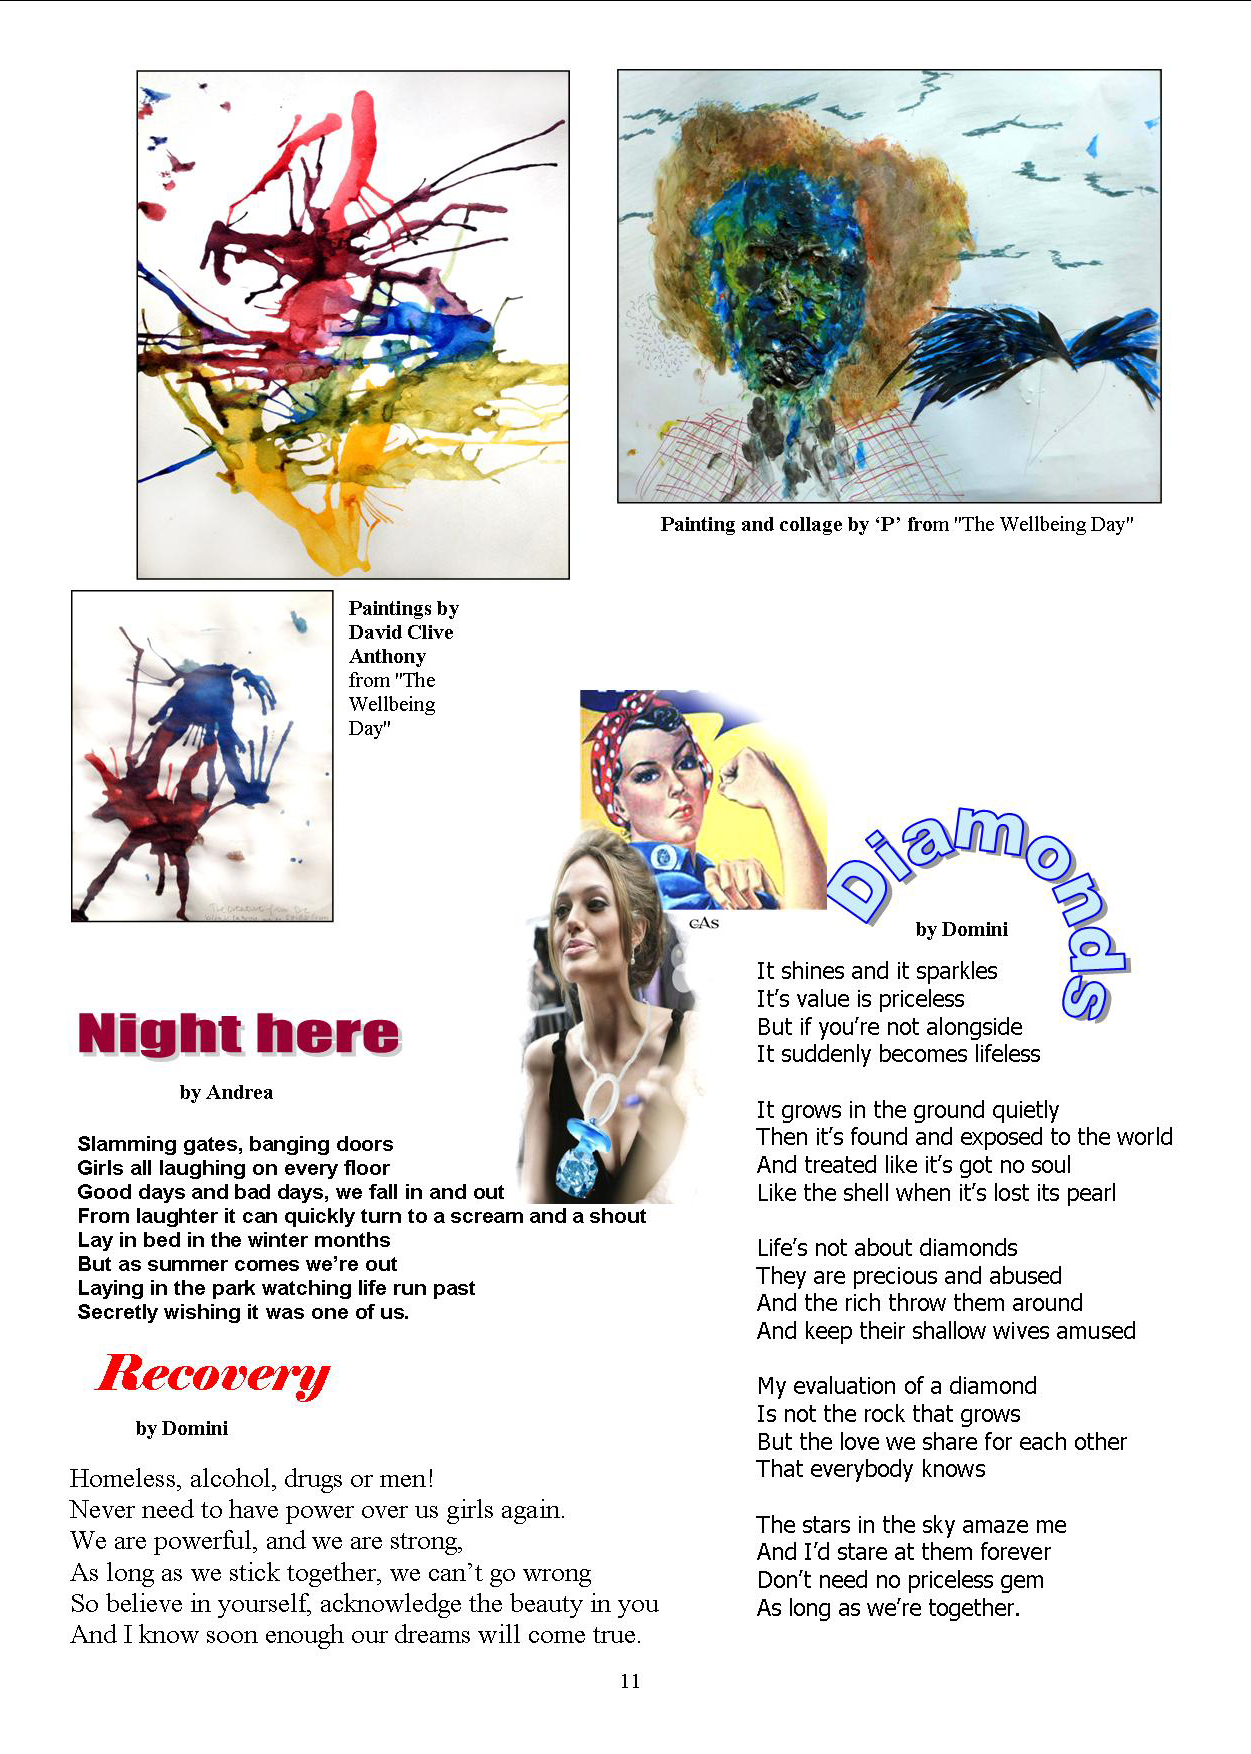 Painting and collage by ‘P’ from "The Wellbeing Day"
Paintings by
David Clive
Anthony
from "The
Wellbeing
Day"
CAS
Diamonds
by Domini
It shines and it sparkles
It’s value is priceless
But if you’re not alongside
It suddenly becomes lifeless
It grows in the ground quietly
Then it’s found and exposed to the world
And treated like it’s got no soul
Like the shell when it’s lost its pearl
Life’s not about diamonds
They are precious and abused
And the rich throw them around
And keep their shallow wives amused
My evaluation of a diamond
Is not the rock that grows
But the love we share for each other
That everybody knows
The stars in the sky amaze me
And I’d stare at them forever
Don’t need no priceless gem
As long as we’re together.
Night here
by Andrea
Slamming gates, banging doors
Girls all laughing on every floor
Good days and bad days, we fall in and out
From laughter it can quickly turn to a scream and a shout
Lay in bed in the winter months
But as summer comes we’re out
Laying in the park watching life run past
Secretly wishing it was one of us.
Recovery
by Domini
Homeless, alcohol, drugs or men!
Never need to have power over us girls again.
We are powerful, and we are strong,
As long as we stick together, we can’t go wrong
So believe in yourself, acknowledge the beauty in you
And I know soon enough our dreams will come true.
11